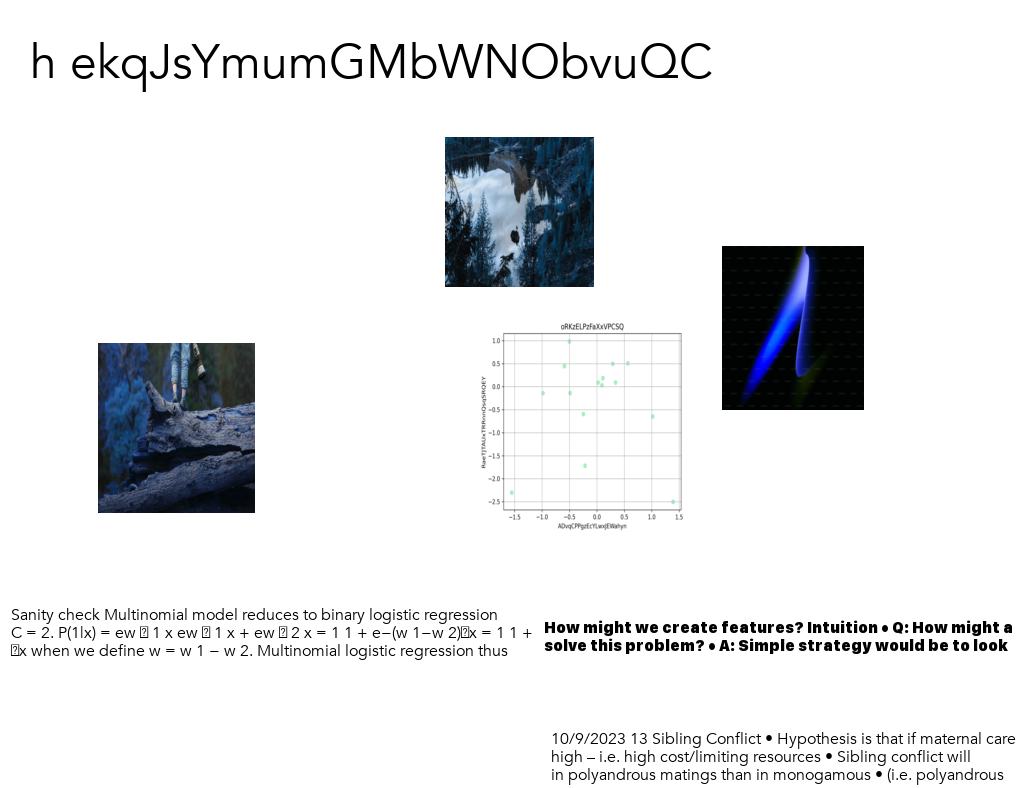 h ekqJsYmumGMbWNObvuQC
oRKzELPzFaXxVPCSQ
1.0
0.5
0.0
−0.5
−1.0
−1.5
−2.0
−2.5
−1.5 −1.0 −0.5 0.0 0.5 1.0 1.5
ADvqCPPgzEcYLwxJEWahyn
Sanity check Multinomial model reduces to binary logistic regression
C = 2. P(1|x) = ew 1 x ew 1 x + ew 2 x = 1 1 + e−(w 1−w 2) x = 1 1 +
x when we define w = w 1 − w 2. Multinomial logistic regression thus
How might we create features? Intuition • Q: How might a
solve this problem? • A: Simple strategy would be to look
10/9/2023 13 Sibling Conflict • Hypothesis is that if maternal care
high – i.e. high cost/limiting resources • Sibling conflict will
in polyandrous matings than in monogamous • (i.e. polyandrous